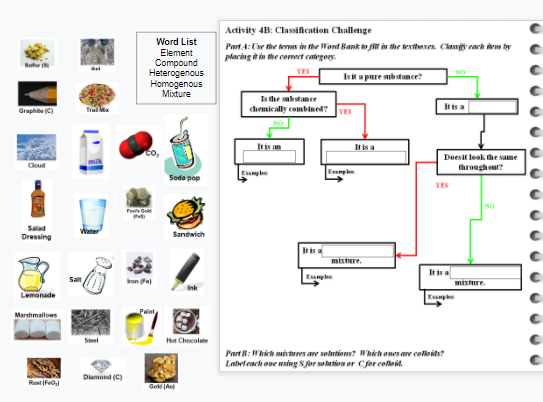 Word List
Element
Compound
Heterogenous
Homogenous
Mixture
Sulfur (S)
Graphite (C)
Trail Mix
Cloud
milk
CO₂
Soda pop
Salad
Dressing
Water
Fool's Gold
(FeS)
Sandwich
Lemonade
Salt
Iron (Fe)
Ink
Marshmallows
Steel
Paint
Hot Chocolate
Rust (FeO₂)
Diamond (C)
Gold (Au)
Activity 4B: Classification Challenge
Part A: Use the terms in the Word Bank to fill in the textboxes. Classify each item by
placing it in the correct category.
YES
Is it a pure substance?
NO
Is the substance
chemically combined?
YES
NO
It is a
It is an
It is a
Examples:
Examples:
Does it look the same
throughout?
YES
NO
It is a
mixture.
Examples:
It is a
mixture.
Examples:
Part B: Which mixtures are solutions? Which ones are colloids?
Label each one using S for solution or C for colloid.